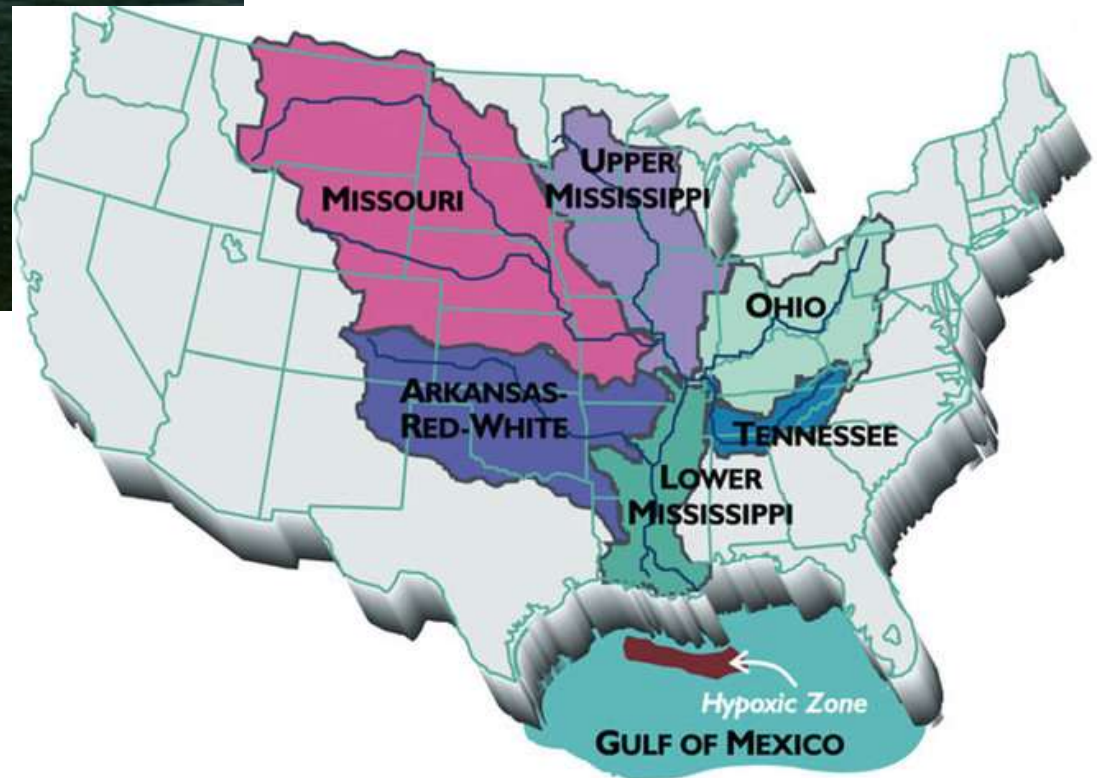 UPPER
MISSISSIPPI
MISSOURI
OHIO
ARKANSAS-
RED-WHITE
TENNESSEE
LOWER
MISSISSIPPI
Hypoxic Zone
GULF OF MEXICO